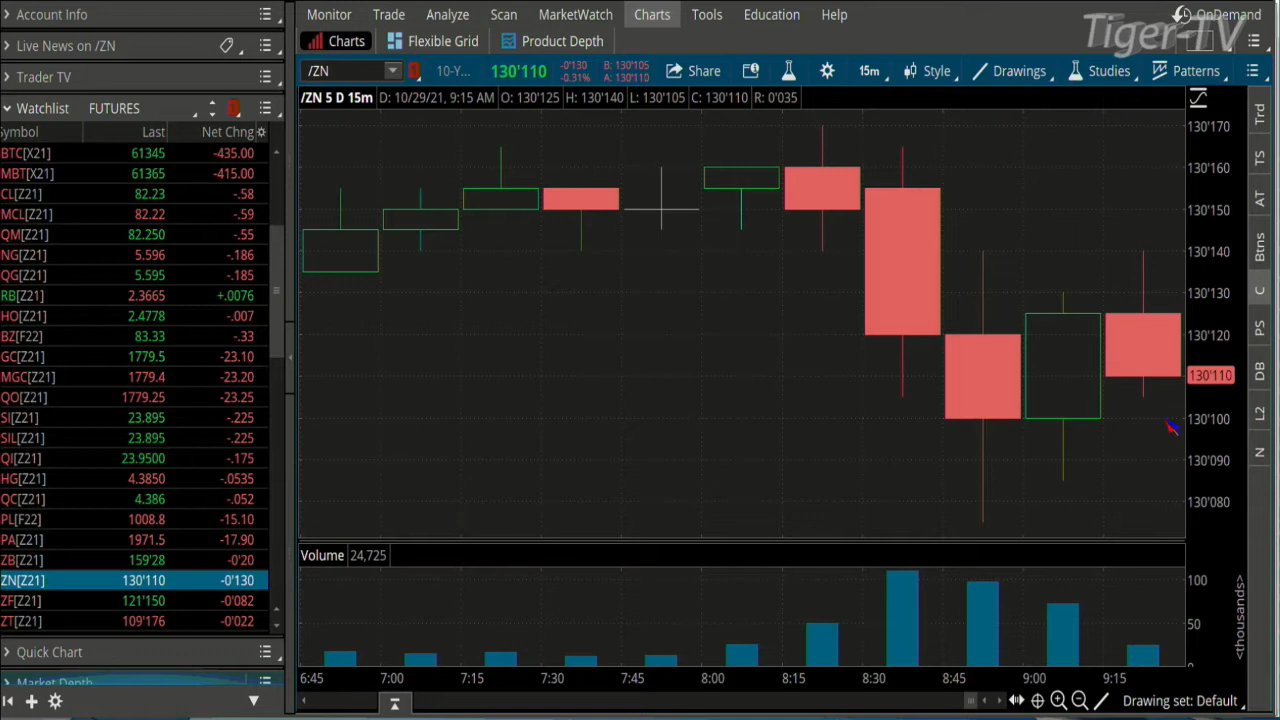 Account Info
Monitor Trade Analyze Scan MarketWatch Charts Tools Education Help
OnDemand
Tiger-TV
Live News on /ZN
Charts Flexible Grid Product Depth
Trader TV
/ZN 1 10-Y... 130'110 -0'130 -0.31% B: 130'105 A: 130'110 Share 15m Style Drawings Studies Patterns
Watchlist FUTURES
/ZN 5 D 15m D: 10/29/21, 9:15 AM O: 130'125 H: 130'140 L: 130'105 C: 130'110 R: 0'035
Symbol Last Net Chng
BTC[X21] 61345 -435.00
MBT[X21] 61365 -415.00
CL[Z21] 82.23 -.58
MCL[Z21] 82.22 -.59
QM[Z21] 82.250 -.55
NG[Z21] 5.596 -.186
QG[Z21] 5.595 -.185
RB[Z21] 2.3665 +.0076
HO[Z21] 2.4778 -.007
BZ[F22] 83.33 -.33
GC[Z21] 1779.5 -23.10
MGC[Z21] 1779.4 -23.20
QO[Z21] 1779.25 -23.25
SI[Z21] 23.895 -.225
SIL[Z21] 23.895 -.225
QI[Z21] 23.9500 -.175
HG[Z21] 4.3850 -.0535
QC[Z21] 4.386 -.052
PL[F22] 1008.8 -15.10
PA[Z21] 1971.5 -17.90
ZB[Z21] 159'28 -0'20
ZN[Z21] 130'110 -0'130
ZF[Z21] 121'150 -0'082
ZT[Z21] 109'176 -0'022
Quick Chart
Market Depth
130'170
130'160
130'150
130'140
130'130
130'120
130'110
130'100
130'090
130'080
Volume 24,725
100
50
0
<thousands>
6:45 7:00 7:15 7:30 7:45 8:00 8:15 8:30 8:45 9:00 9:15
Drawing set: Default
Trd
TS
AT
Btns
C
PS
DB
L2
N